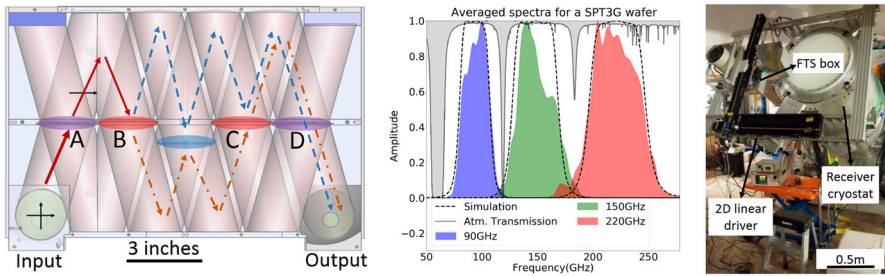 A
B
C
D
Input
3 inches
Output
Averaged spectra for a SPT3G wafer
Amplitude
1.0
0.8
0.6
0.4
0.2
0.0
−0.2
Simulation
Atm. Transmission
90GHz
150GHz
220GHz
50
100
150
200
250
Frequency(GHz)
FTS box
Receiver
cryostat
2D linear
driver
0.5m